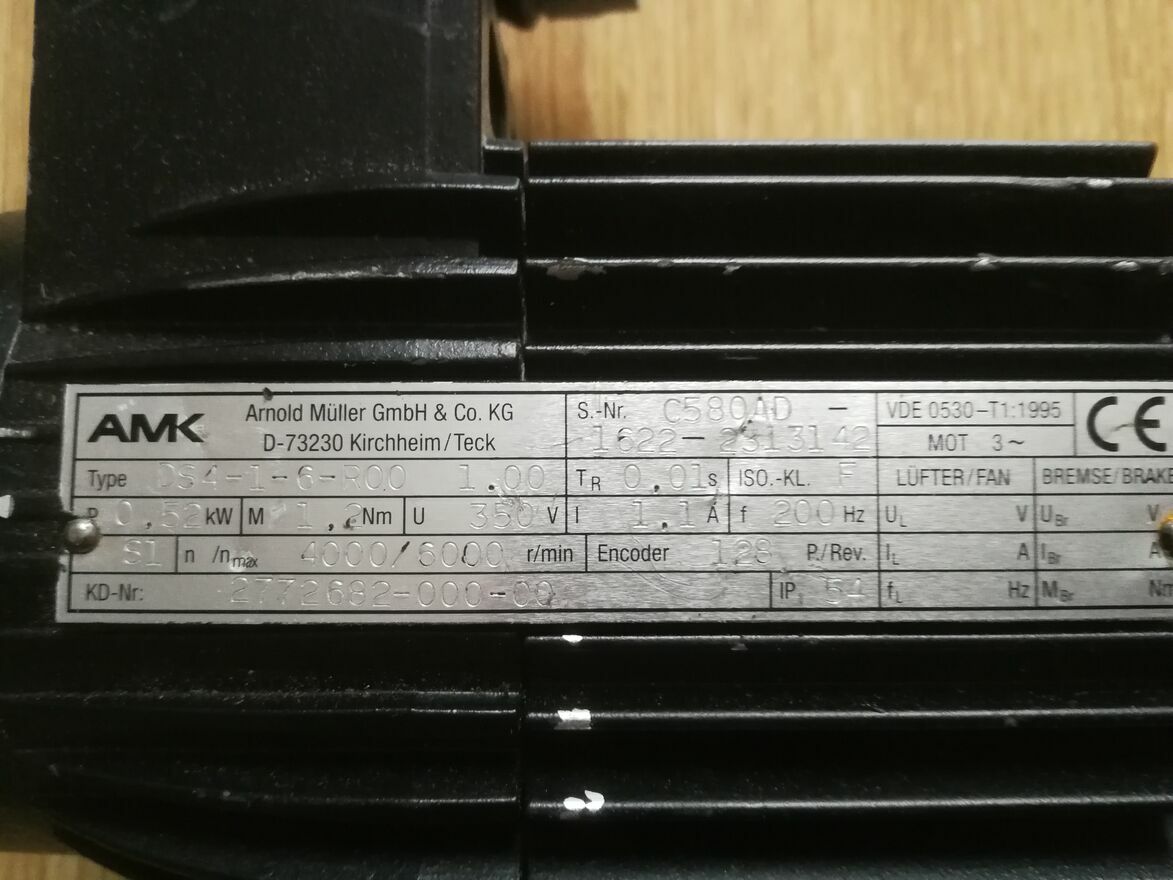 AMK Arnold Müller GmbH & Co. KG
D-73230 Kirchheim/Teck
S.-Nr. C580AD -
1622-2313142
VDE 0530-T1:1995
MOT 3~
CE
Type DS4-1-6-R00 1.00 TR 0,01s ISO.-KL. F LÜFTER/FAN BREMSE/BRAKE
P 0,52 kW M 1,2 Nm U 350 V I 1.1 A f 200 Hz UL V UBr V
S1 n /nmax 4000/6000 r/min Encoder 128 P./Rev. IL A IBr A
KD-Nr: 2772682-000-00 IP 54 fL Hz MBr Nm